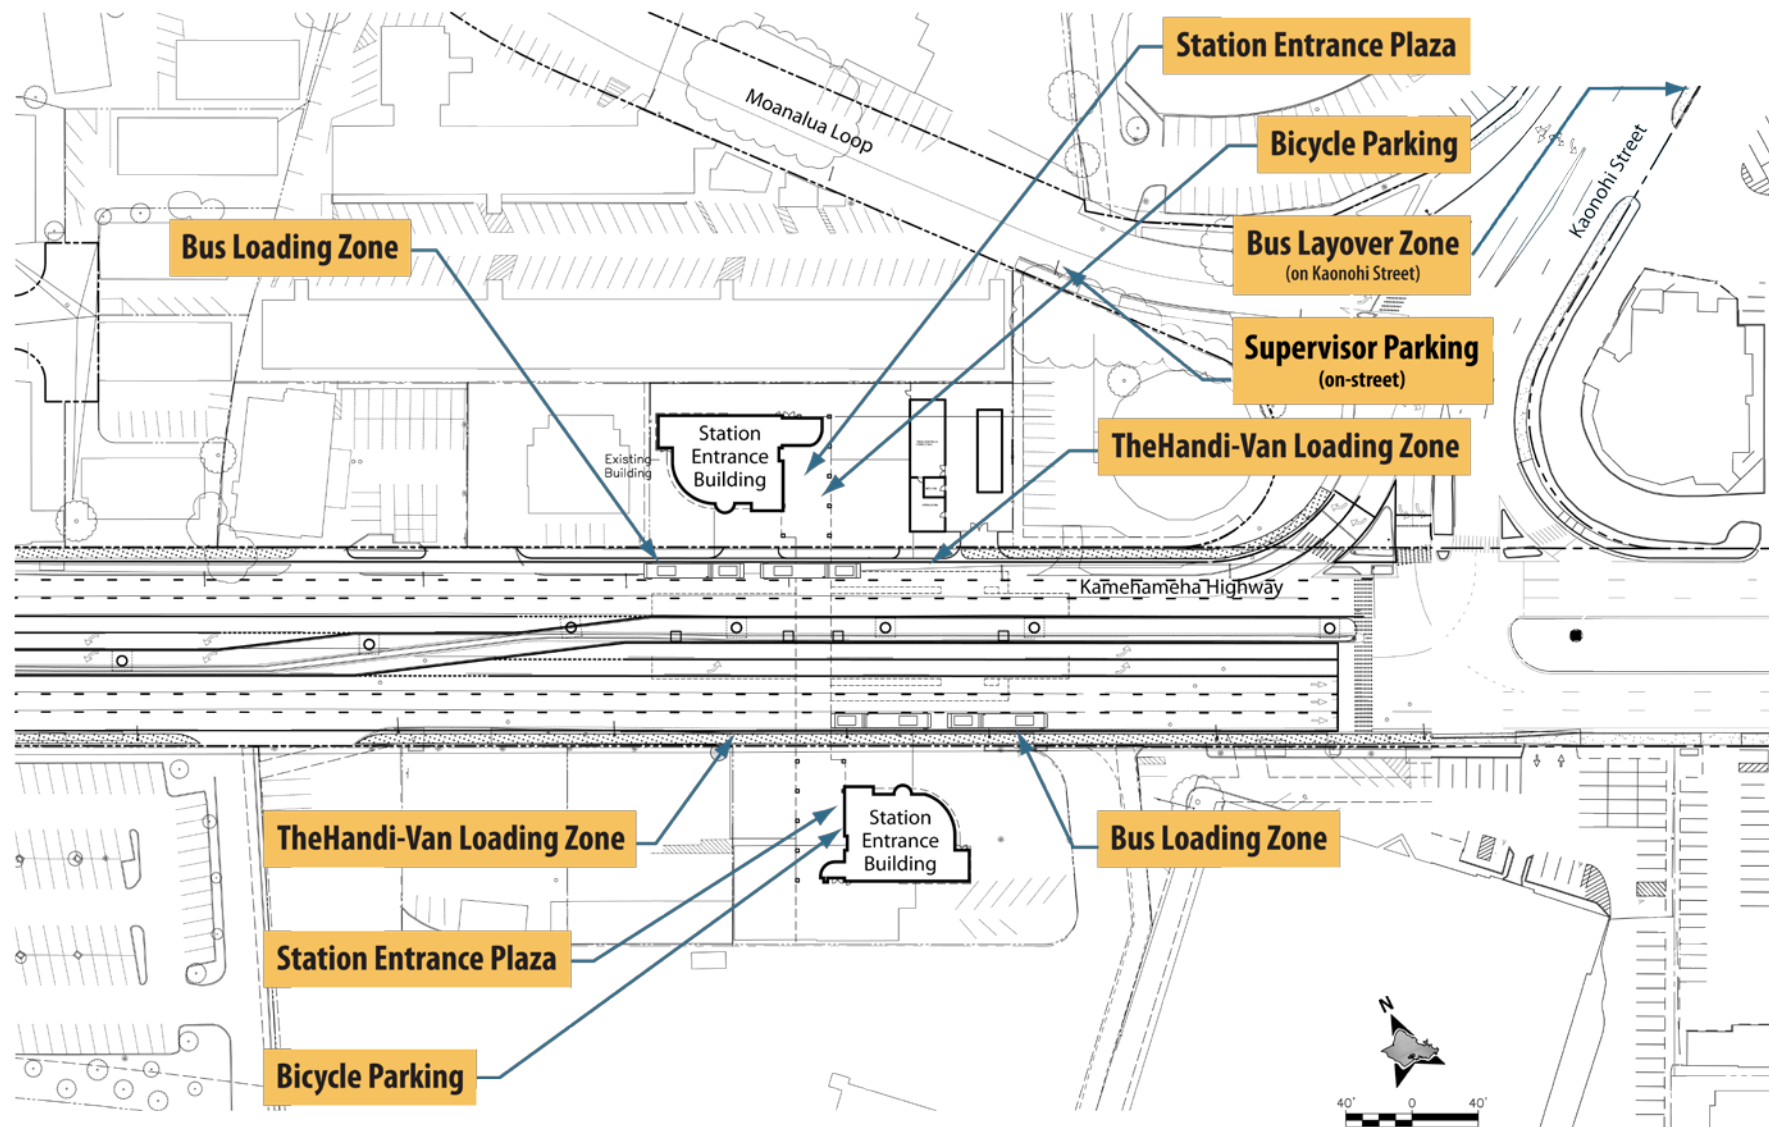 Station Entrance Plaza
Moanalua Loop
Bicycle Parking
Kaonohi Street
Bus Loading Zone
Bus Layover Zone
(on Kaonohi Street)
Supervisor Parking
(on-street)
Station
Entrance
Building
Existing
Building
TheHandi-Van Loading Zone
Kamehameha Highway
TheHandi-Van Loading Zone
Station
Entrance
Building
Bus Loading Zone
Station Entrance Plaza
Bicycle Parking
N
40' 0 40'